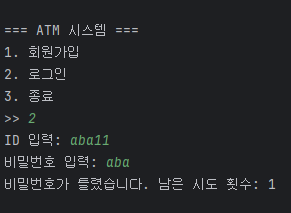 === ATM 시스템 ===
1. 회원가입
2. 로그인
3. 종료
>> 2
ID 입력: aba11
비밀번호 입력: aba
비밀번호가 틀렸습니다. 남은 시도 횟수: 1